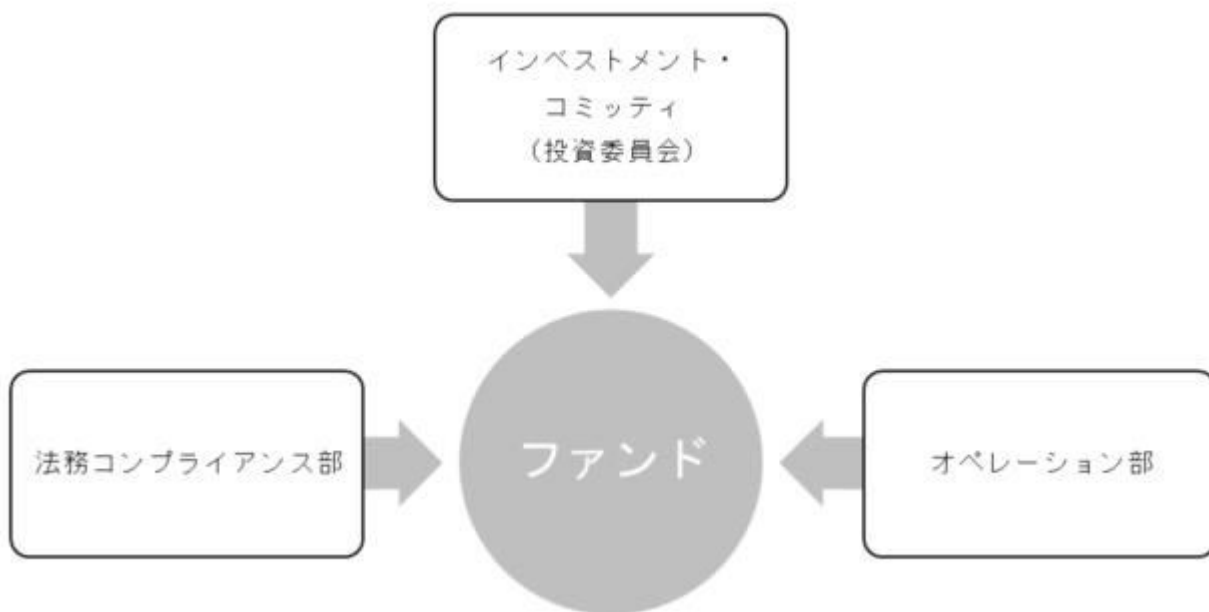 インベストメント・
コミッティ
(投資委員会)
法務コンプライアンス部
ファンド
オペレーション部